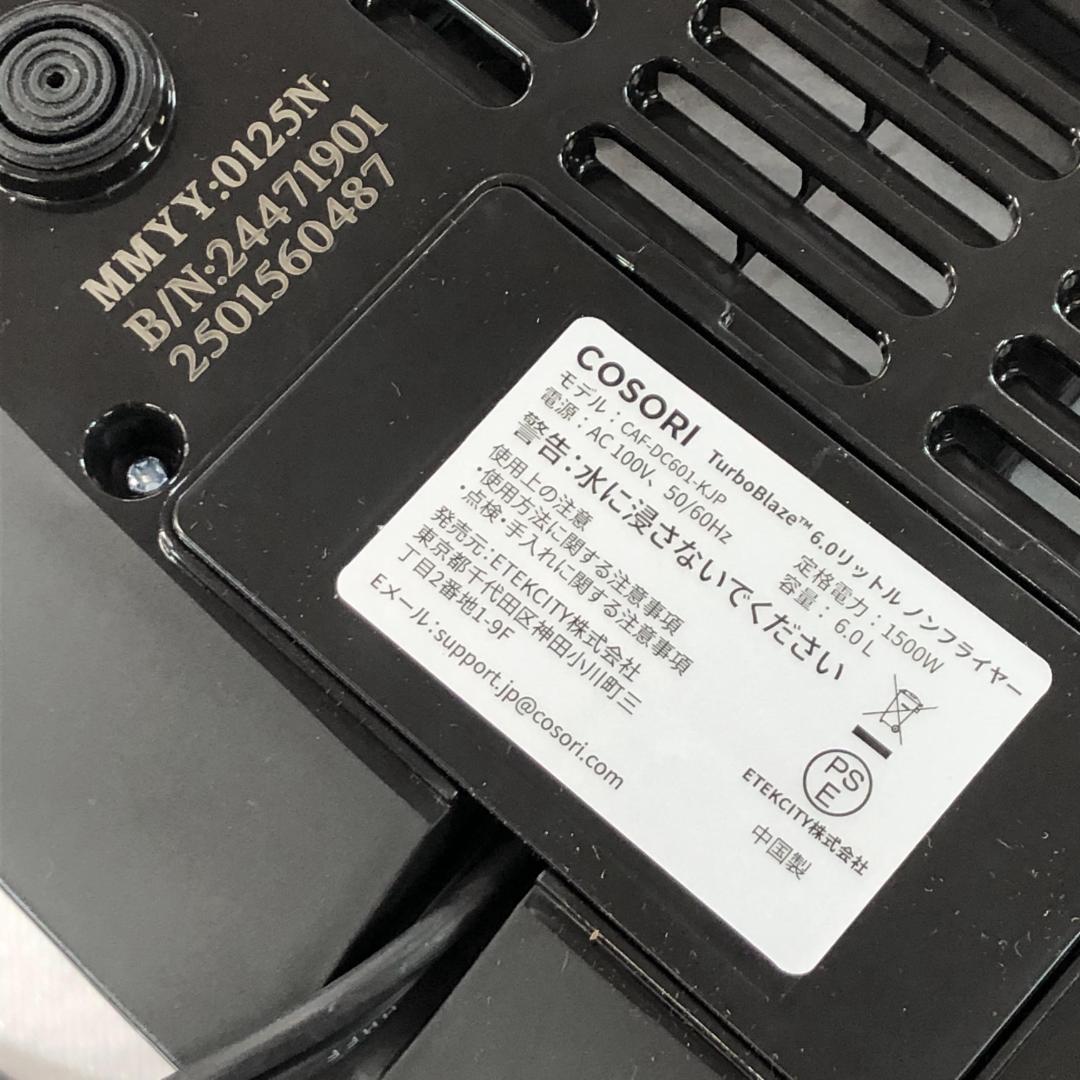 MMYY:0125N
B/N:24471901
2501560487
COSORI TurboBlaze™ 6.0リットル ノンフライヤー
モデル：CAF-DC601-KJP
電源：AC 100V、50/60Hz
定格電力：1500W
容量：6.0 L
警告：水に浸さないでください
使用上の注意
・使用方法に関する注意事項
・点検・手入れに関する注意事項
発売元：ETEKCITY株式会社
東京都千代田区神田小川町三
丁目2番地1-9F
Eメール：support.jp@cosori.com
PS
E
ETEKCITY株式会社
中国製